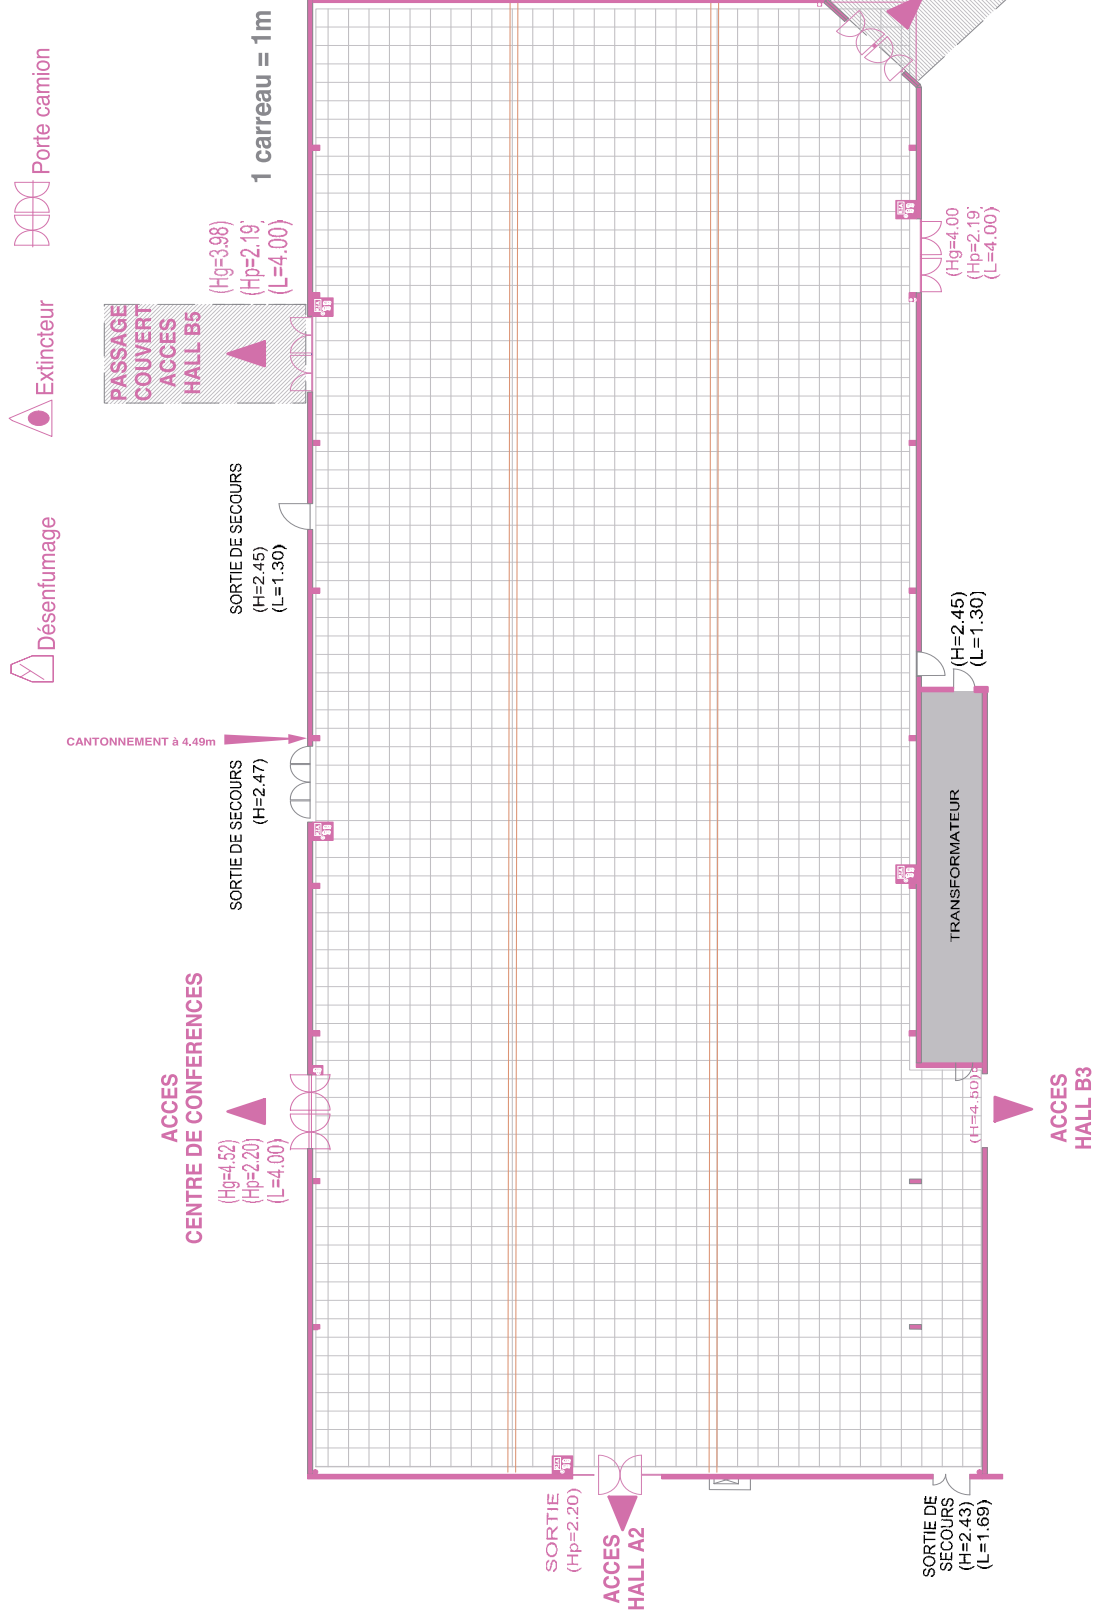 Porte camion
Extincteur
Désenfumage
1 carreau = 1m
(Hg=3.98)
(Hp=2.19)
(L=4.00)
PASSAGE
COUVERT
ACCES
HALL B5
SORTIE DE SECOURS
(H=2.45)
(L=1.30)
CANTONNEMENT à 4.49m
SORTIE DE SECOURS
(H=2.47)
ACCES
CENTRE DE CONFERENCES
(Hg=4.52)
(Hp=2.20)
(L=4.00)
(Hg=4.00
(Hp=2.19)
(L=4.00)
(H=2.45)
(L=1.30)
TRANSFORMATEUR
(H=4.50)
ACCES
HALL B3
SORTIE
(Hp=2.20)
ACCES
HALL A2
SORTIE DE
SECOURS
(H=2.43)
(L=1.69)